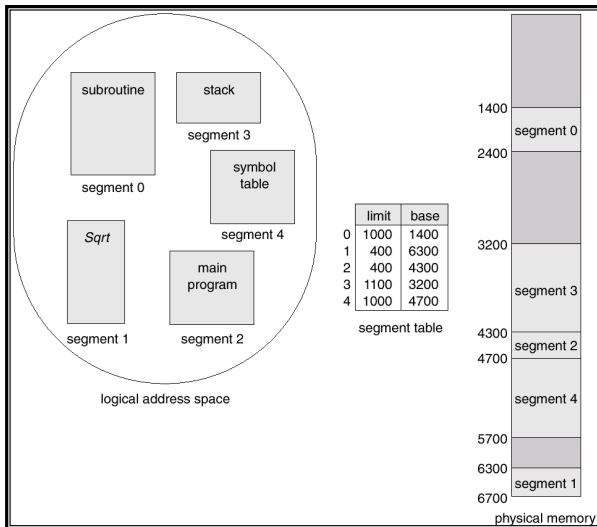 subroutine
segment 0
stack
segment 3
symbol
table
segment 4
Sqrt
segment 1
main
program
segment 2
logical address space
limit base
0 1000 1400
1 400 6300
2 400 4300
3 1100 3200
4 1000 4700
segment table
1400
segment 0
2400
3200
segment 3
4300
segment 2
4700
segment 4
5700
6300
segment 1
6700
physical memory